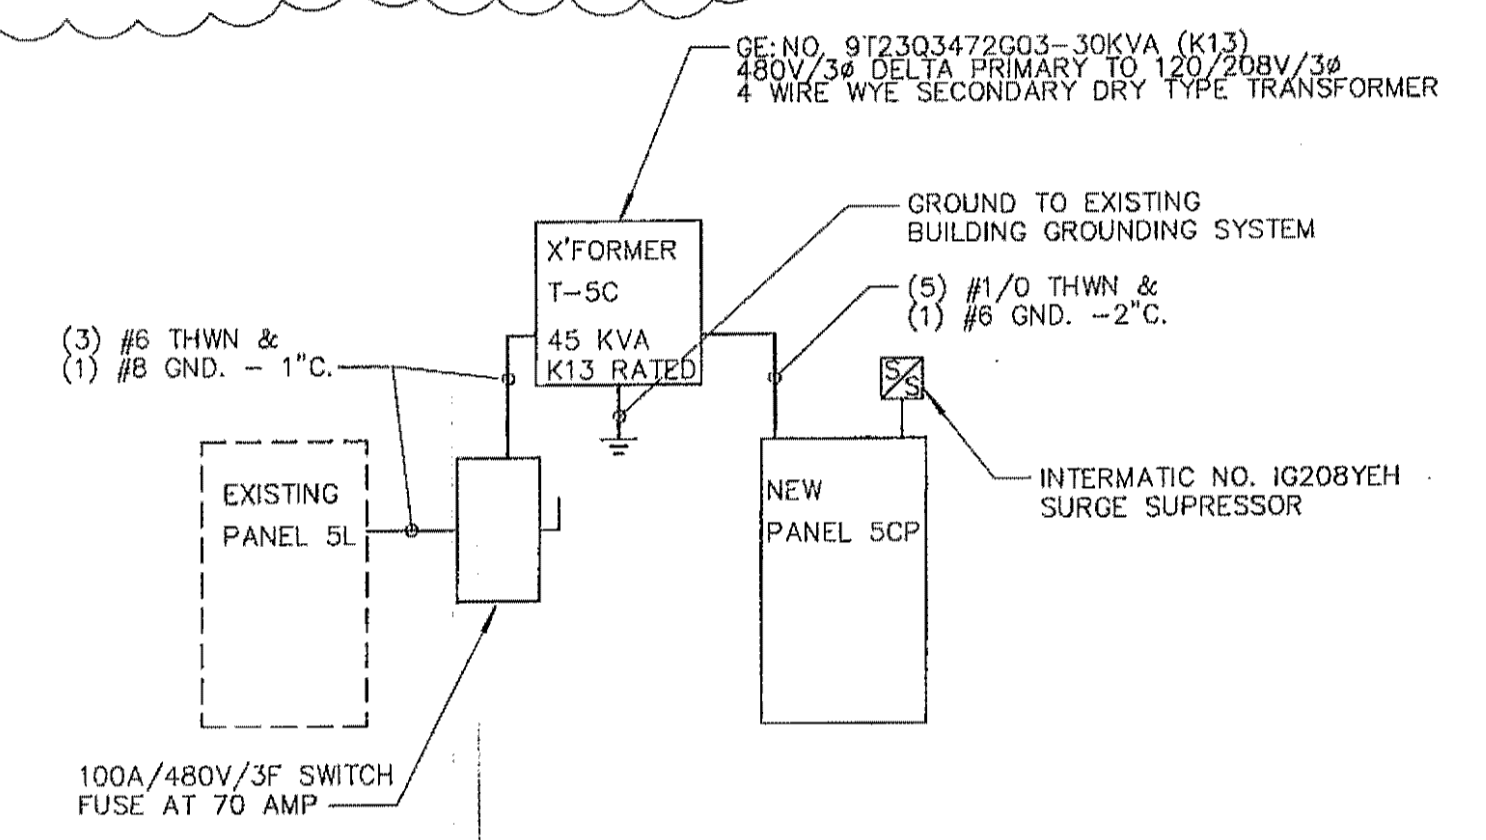 GE: NO. 9T23Q3472G03-30KVA (K13)
480V/3ø DELTA PRIMARY TO 120/208V/3ø
4 WIRE WYE SECONDARY DRY TYPE TRANSFORMER
GROUND TO EXISTING
BUILDING GROUNDING SYSTEM
X'FORMER
T-5C
45 KVA
K13 RATED
(5) #1/0 THWN &
(1) #6 GND. -2"C.
(3) #6 THWN &
(1) #8 GND. - 1"C.
S/S
INTERMATIC NO. IG208YEH
SURGE SUPRESSOR
EXISTING
PANEL 5L
NEW
PANEL 5CP
100A/480V/3F SWITCH
FUSE AT 70 AMP